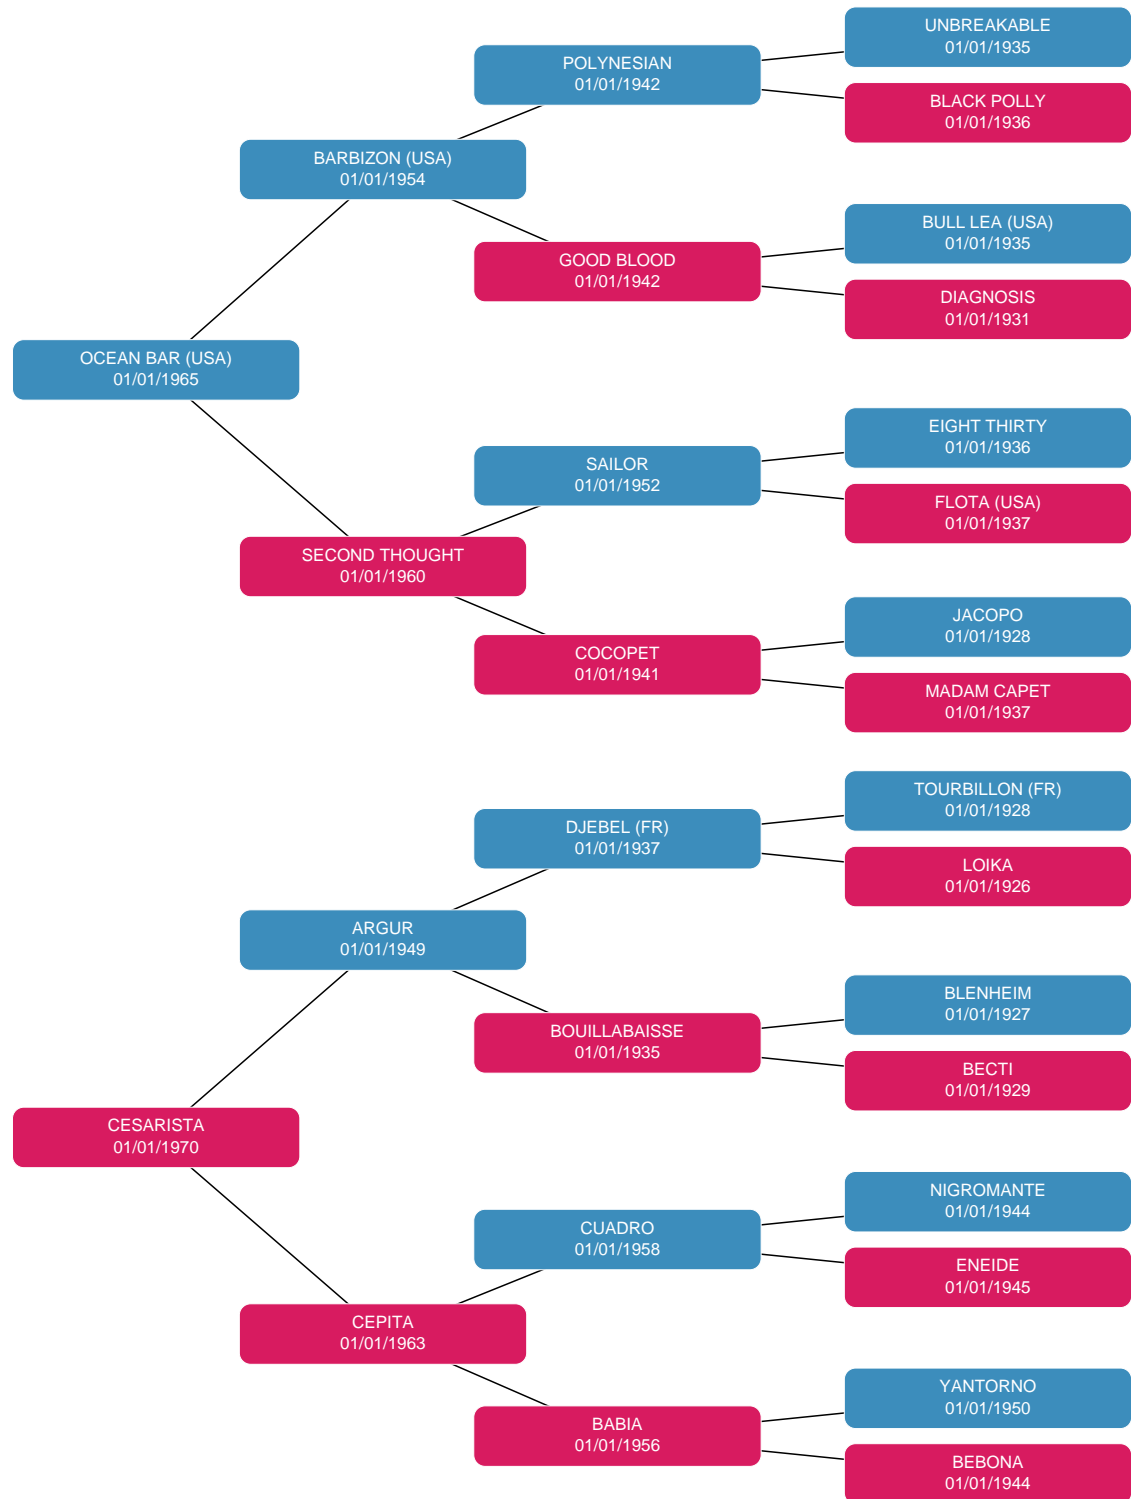 UNBREAKABLE
01/01/1935
POLYNESIAN
01/01/1942
BLACK POLLY
01/01/1936
BARBIZON (USA)
01/01/1954
BULL LEA (USA)
01/01/1935
GOOD BLOOD
01/01/1942
DIAGNOSIS
01/01/1931
OCEAN BAR (USA)
01/01/1965
EIGHT THIRTY
01/01/1936
SAILOR
01/01/1952
FLOTA (USA)
01/01/1937
SECOND THOUGHT
01/01/1960
JACOPO
01/01/1928
COCOPET
01/01/1941
MADAM CAPET
01/01/1937
TOURBILLON (FR)
01/01/1928
DJEBEL (FR)
01/01/1937
LOIKA
01/01/1926
ARGUR
01/01/1949
BLENHEIM
01/01/1927
BOUILLABAISSE
01/01/1935
BECTI
01/01/1929
CESARISTA
01/01/1970
NIGROMANTE
01/01/1944
CUADRO
01/01/1958
ENEIDE
01/01/1945
CEPITA
01/01/1963
YANTORNO
01/01/1950
BABIA
01/01/1956
BEBONA
01/01/1944